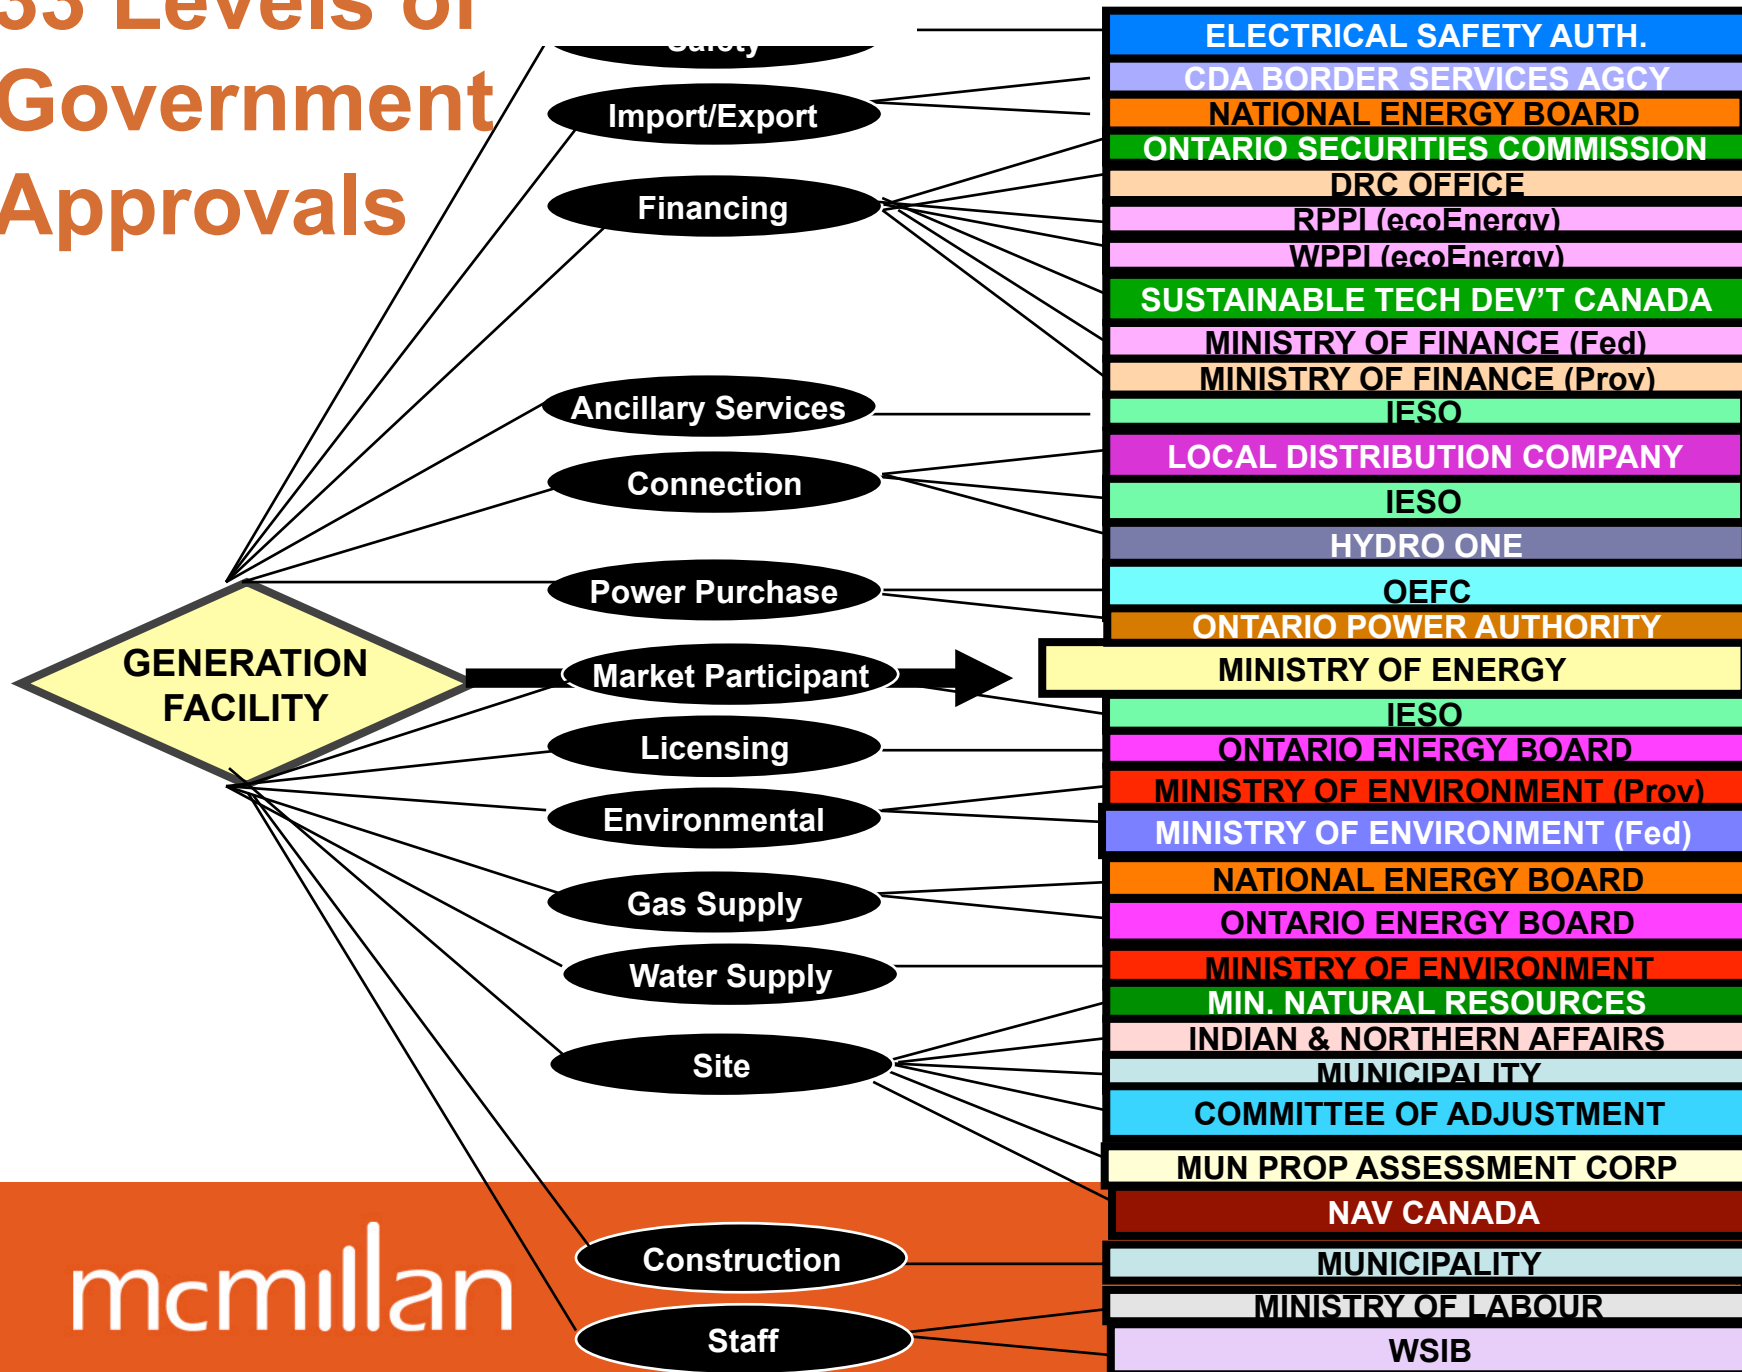 33 Levels of
Government
Approvals
Safety
Import/Export
Financing
Ancillary Services
Connection
Power Purchase
Market Participant
Licensing
Environmental
Gas Supply
Water Supply
Site
Construction
Staff
GENERATION
FACILITY
ELECTRICAL SAFETY AUTH.
CDA BORDER SERVICES AGCY
NATIONAL ENERGY BOARD
ONTARIO SECURITIES COMMISSION
DRC OFFICE
RPPI (ecoEnergy)
WPPI (ecoEnergy)
SUSTAINABLE TECH DEV’T CANADA
MINISTRY OF FINANCE (Fed)
MINISTRY OF FINANCE (Prov)
IESO
LOCAL DISTRIBUTION COMPANY
IESO
HYDRO ONE
OEFC
ONTARIO POWER AUTHORITY
MINISTRY OF ENERGY
IESO
ONTARIO ENERGY BOARD
MINISTRY OF ENVIRONMENT (Prov)
MINISTRY OF ENVIRONMENT (Fed)
NATIONAL ENERGY BOARD
ONTARIO ENERGY BOARD
MINISTRY OF ENVIRONMENT
MIN. NATURAL RESOURCES
INDIAN & NORTHERN AFFAIRS
MUNICIPALITY
COMMITTEE OF ADJUSTMENT
MUN PROP ASSESSMENT CORP
NAV CANADA
MUNICIPALITY
MINISTRY OF LABOUR
WSIB
mcmillan